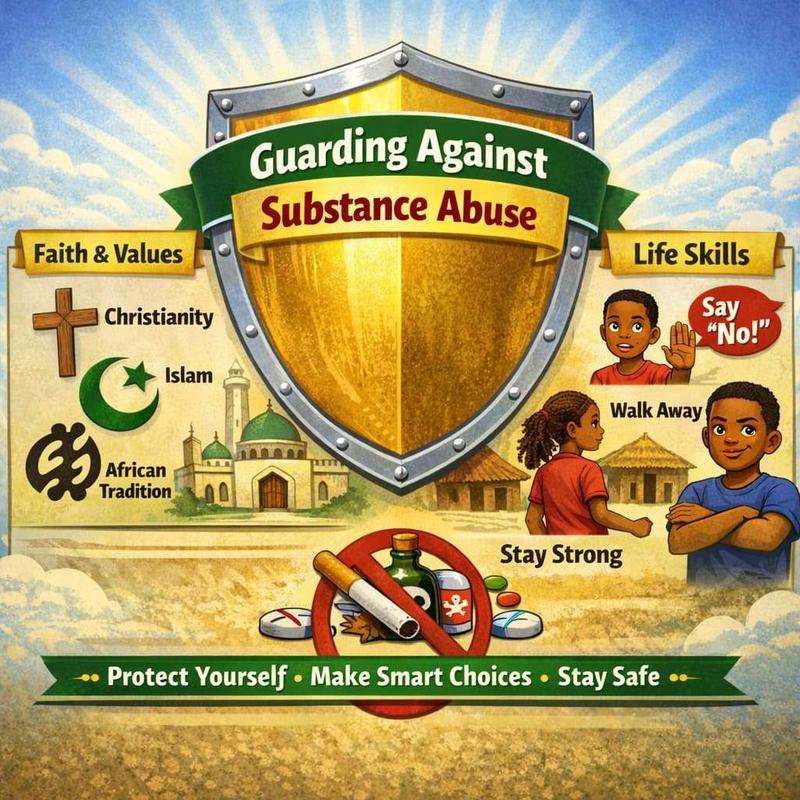 Guarding Against
Substance Abuse
Faith & Values
Christianity
Islam
African
Tradition
Life Skills
Say
“No!”
Walk Away
Stay Strong
Protect Yourself • Make Smart Choices • Stay Safe